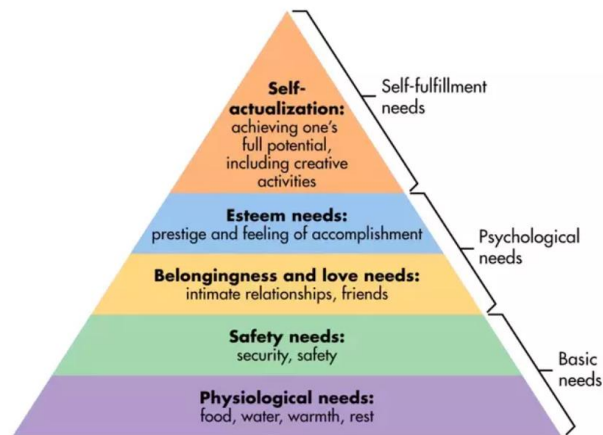 Self-
actualization:
achieving one's
full potential,
including creative
activities
Self-fulfillment
needs
Esteem needs:
prestige and feeling of accomplishment
Psychological
needs
Belongingness and love needs:
intimate relationships, friends
Safety needs:
security, safety
Basic
needs
Physiological needs:
food, water, warmth, rest